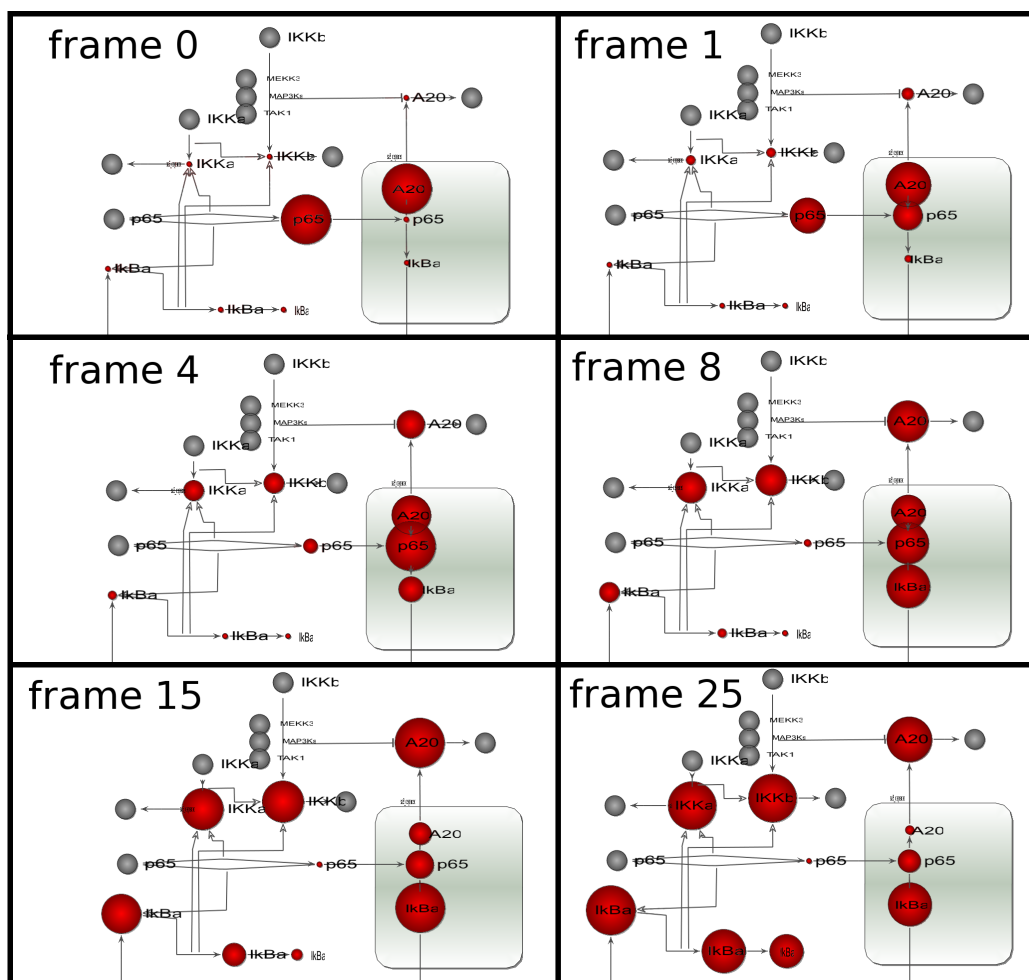 frame 0
IKKb
MEKK3
MAP3Ks
TAK1
A20
IKKa
IKKa
IKKb
A20
p65
p65
p65
IkBa
IkBa
IkBa
IkBa
frame 1
IKKb
MEKK3
MAP3Ks
TAK1
A20
IKKa
IKKa
IKKb
A20
p65
p65
p65
IkBa
IkBa
IkBa
IkBa
frame 4
IKKb
MEKK3
MAP3Ks
TAK1
A20
IKKa
IKKa
IKKb
A20
p65
p65
p65
IkBa
IkBa
IkBa
IkBa
frame 8
IKKb
MEKK3
MAP3Ks
TAK1
A20
IKKa
IKKa
IKKb
A20
p65
p65
p65
IkBa
IkBa
IkBa
IkBa
frame 15
IKKb
MEKK3
MAP3Ks
TAK1
A20
IKKa
IKKa
IKKb
A20
p65
p65
p65
IkBa
IkBa
IkBa
IkBa
frame 25
IKKb
MEKK3
MAP3Ks
TAK1
A20
IKKa
IKKa
IKKb
A20
p65
p65
p65
IkBa
IkBa
IkBa
IkBa